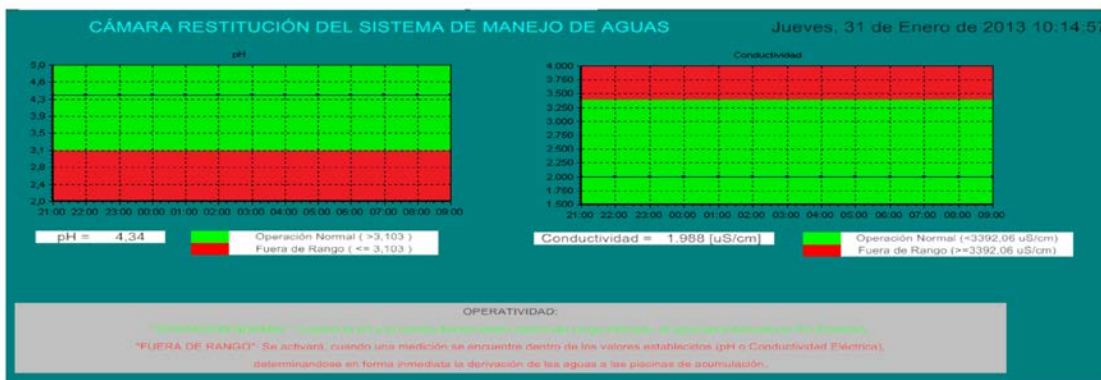 CÁMARA RESTITUCIÓN DEL SISTEMA DE MANEJO DE AGUAS
Jueves, 31 de Enero de 2013 10:14:57
pH
5,0
4,6
4,3
3,9
3,5
3,1
2,8
2,4
2,0
21:00 22:00 23:00 00:00 01:00 02:00 03:00 04:00 05:00 06:00 07:00 08:00 09:00
pH = 4,34
Operación Normal ( >3,103 )
Fuera de Rango ( <= 3,103 )
Conductividad
4.000
3.750
3.500
3.250
3.000
2.750
2.500
2.250
2.000
1.750
1.500
21:00 22:00 23:00 00:00 01:00 02:00 03:00 04:00 05:00 06:00 07:00 08:00 09:00
Conductividad = 1.988 [uS/cm]
Operación Normal (<3392,06 uS/cm)
Fuera de Rango (>=3392,06 uS/cm)
OPERATIVIDAD:
"FUERA DE RANGO": Se activará, cuando una medición se encuentre dentro de los valores establecidos (pH o Conductividad Eléctrica),
determinandose en forma inmediata la derivación de las aguas a las piscinas de acumulación.